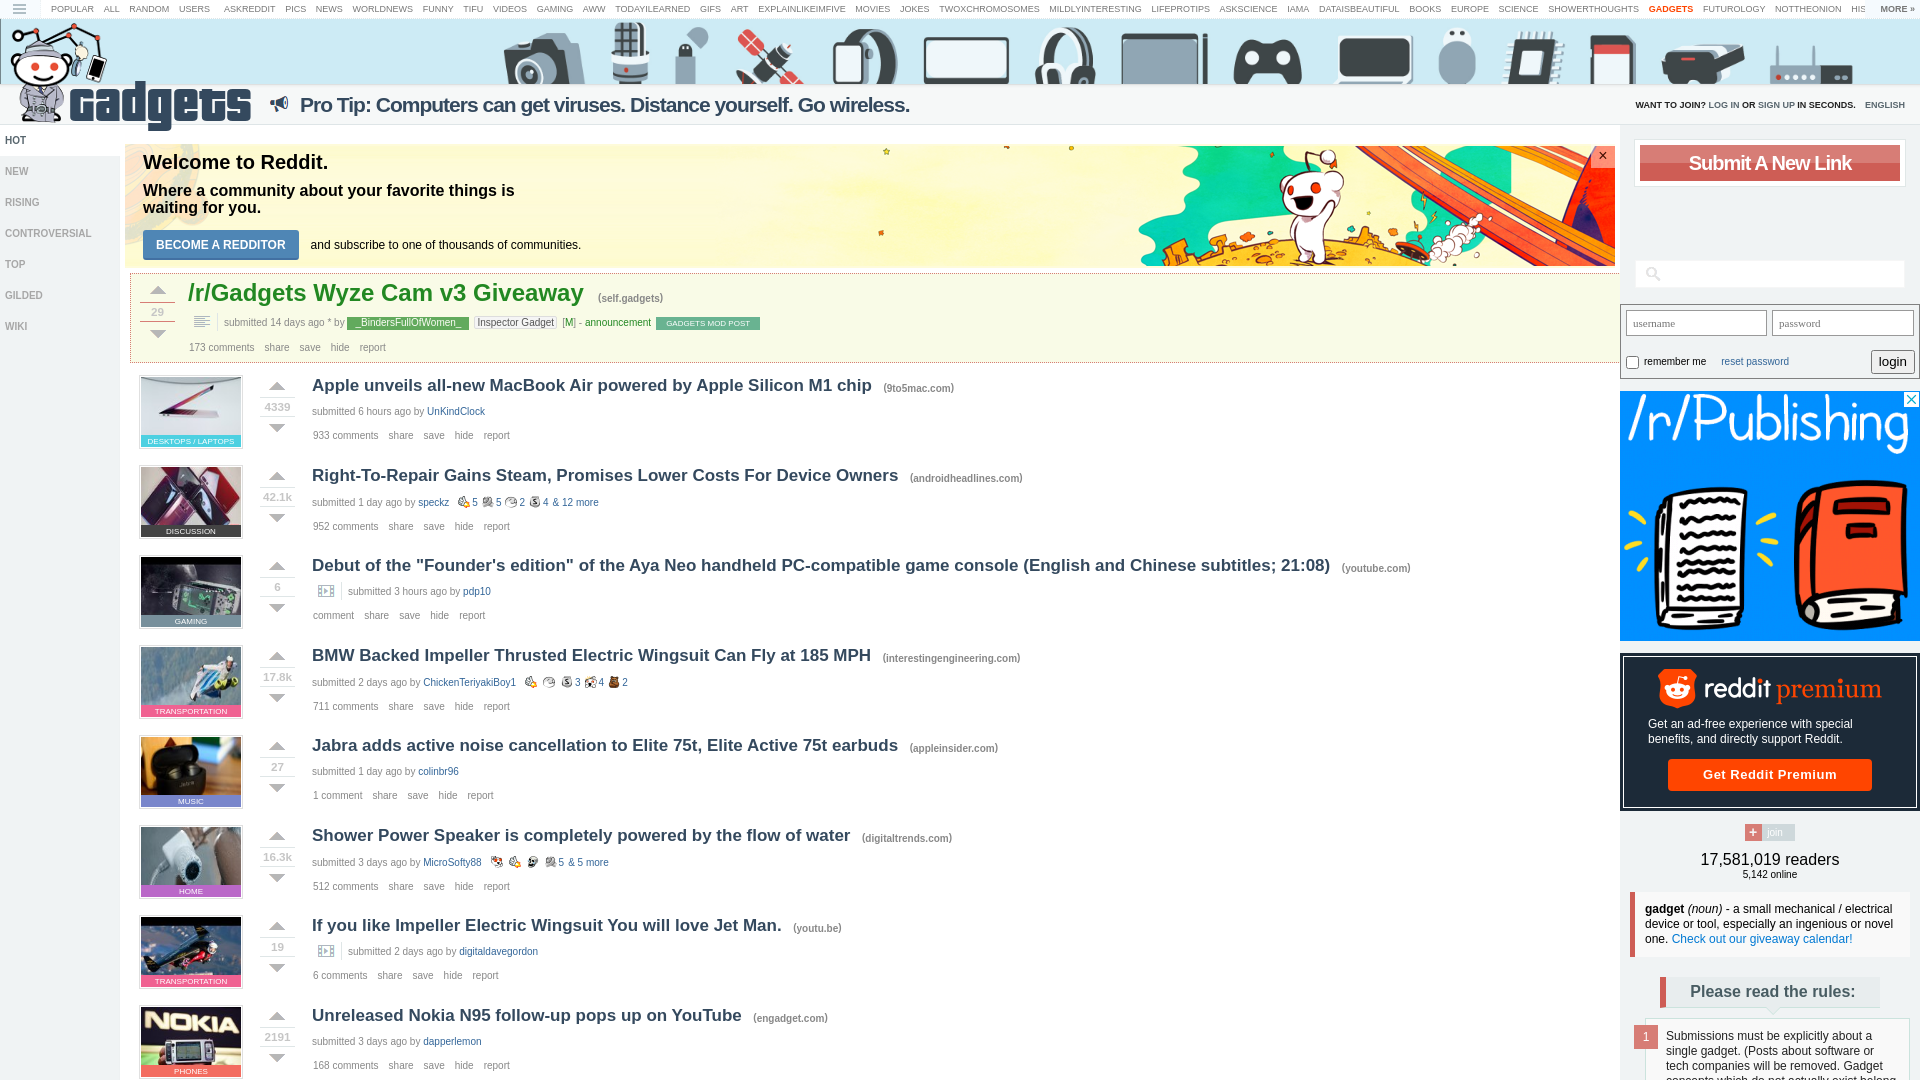 POPULAR ALL RANDOM USERS ASKREDDIT PICS NEWS WORLDNEWS FUNNY TIFU VIDEOS GAMING AWW TODAYILEARNED GIFS ART EXPLAINLIKEIMFIVE MOVIES JOKES TWOXCHROMOSOMES MILDLYINTERESTING LIFEPROTIPS ASKSCIENCE IAMA DATAISBEAUTIFUL BOOKS EUROPE SCIENCE SHOWERTHOUGHTS GADGETS FUTUROLOGY NOTTHEONION HIS MORE »
Gadgets
Pro Tip: Computers can get viruses. Distance yourself. Go wireless.
WANT TO JOIN? LOG IN OR SIGN UP IN SECONDS. ENGLISH
HOT
NEW
RISING
CONTROVERSIAL
TOP
GILDED
WIKI
Welcome to Reddit.
Where a community about your favorite things is
waiting for you.
BECOME A REDDITOR and subscribe to one of thousands of communities.
×
/r/Gadgets Wyze Cam v3 Giveaway (self.gadgets)
29
submitted 14 days ago * by _BindersFullOfWomen_ Inspector Gadget [M] - announcement GADGETS MOD POST
173 comments share save hide report
Apple unveils all-new MacBook Air powered by Apple Silicon M1 chip (9to5mac.com)
4339
submitted 6 hours ago by UnKindClock
933 comments share save hide report
DESKTOPS / LAPTOPS
Right-To-Repair Gains Steam, Promises Lower Costs For Device Owners (androidheadlines.com)
42.1k
submitted 1 day ago by speckz 5 5 2 4 & 12 more
952 comments share save hide report
DISCUSSION
Debut of the "Founder's edition" of the Aya Neo handheld PC-compatible game console (English and Chinese subtitles; 21:08) (youtube.com)
6
submitted 3 hours ago by pdp10
comment share save hide report
GAMING
BMW Backed Impeller Thrusted Electric Wingsuit Can Fly at 185 MPH (interestingengineering.com)
17.8k
submitted 2 days ago by ChickenTeriyakiBoy1 3 4 2
711 comments share save hide report
TRANSPORTATION
Jabra adds active noise cancellation to Elite 75t, Elite Active 75t earbuds (appleinsider.com)
27
submitted 1 day ago by colinbr96
1 comment share save hide report
MUSIC
Shower Power Speaker is completely powered by the flow of water (digitaltrends.com)
16.3k
submitted 3 days ago by MicroSofty88 5 & 5 more
512 comments share save hide report
HOME
If you like Impeller Electric Wingsuit You will love Jet Man. (youtu.be)
19
submitted 2 days ago by digitaldavegordon
6 comments share save hide report
TRANSPORTATION
Unreleased Nokia N95 follow-up pops up on YouTube (engadget.com)
NOKIA
2191
submitted 3 days ago by dapperlemon
168 comments share save hide report
PHONES
Submit A New Link
username password
remember me reset password login
/r/Publishing
reddit premium
Get an ad-free experience with special
benefits, and directly support Reddit.
Get Reddit Premium
+ join
17,581,019 readers
5,142 online
gadget (noun) - a small mechanical / electrical
device or tool, especially an ingenious or novel
one. Check out our giveaway calendar!
Please read the rules:
1 Submissions must be explicitly about a
single gadget. (Posts about software or
tech companies will be removed. Gadget
concepts which do not actually exist belong